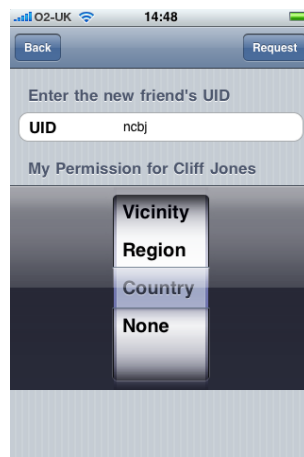 O2-UK 14:48
Back Request
Enter the new friend's UID
UID ncbj
My Permission for Cliff Jones
Vicinity
Region
Country
None